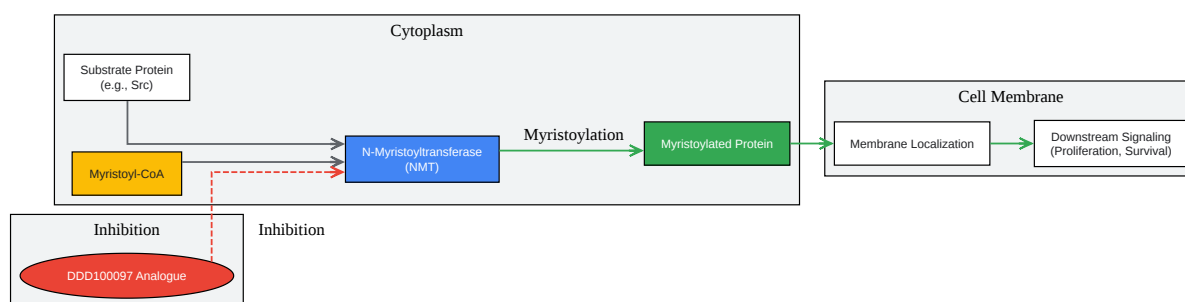 Cytoplasm
Substrate Protein
(e.g., Src)
Myristoyl-CoA
N-Myristoyltransferase
(NMT)
Myristoylation
Myristoylated Protein
Cell Membrane
Membrane Localization
Downstream Signaling
(Proliferation, Survival)
Inhibition
Inhibition
DDD100097 Analogue